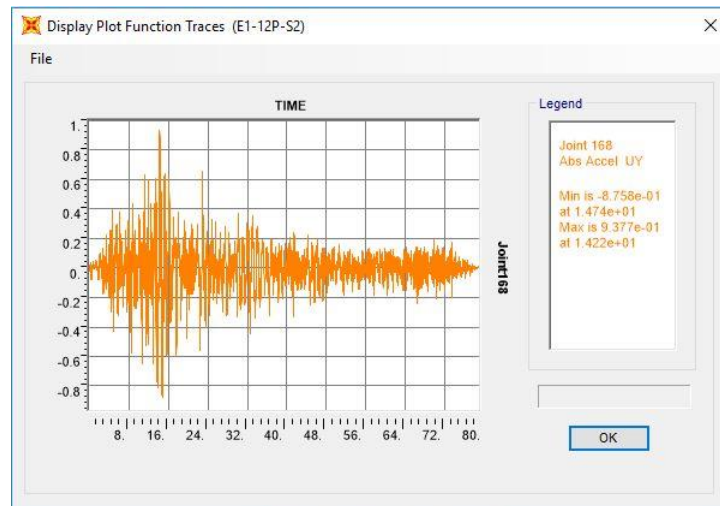 Display Plot Function Traces (E1-12P-S2)
File
TIME
1.
0.8
0.6
0.4
0.2
0.
-0.2
-0.4
-0.6
-0.8
8. 16. 24. 32. 40. 48. 56. 64. 72. 80.
Joint168
Legend
Joint 168
Abs Accel UY
Min is -8.758e-01
at 1.474e+01
Max is 9.377e-01
at 1.422e+01
OK